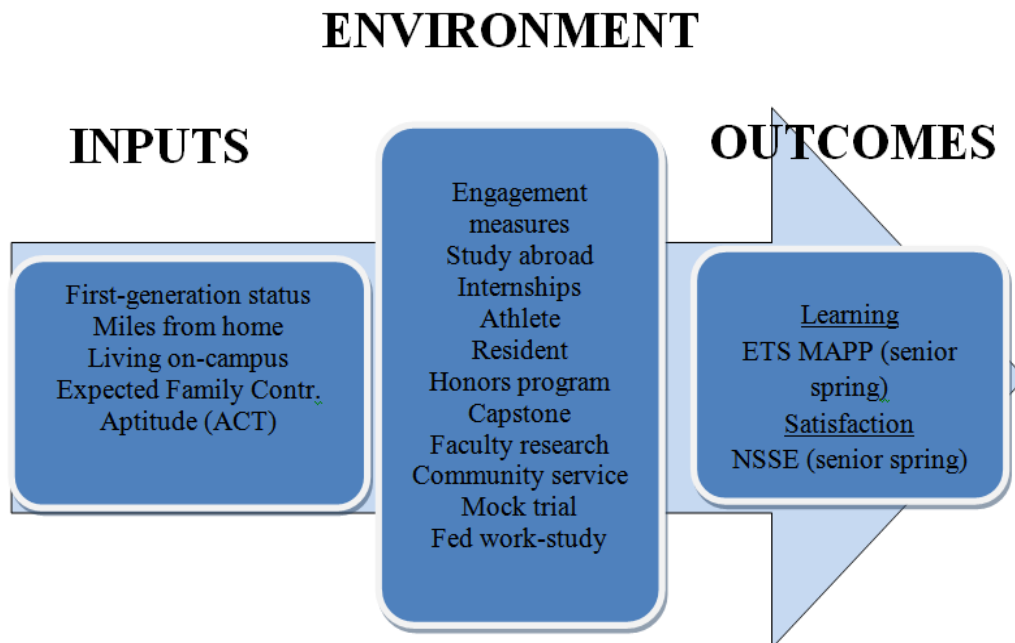 ENVIRONMENT
INPUTS
First-generation status
Miles from home
Living on-campus
Expected Family Contr.
Aptitude (ACT)
Engagement
measures
Study abroad
Internships
Athlete
Resident
Honors program
Capstone
Faculty research
Community service
Mock trial
Fed work-study
OUTCOMES
Learning
ETS MAPP (senior
spring)
Satisfaction
NSSE (senior spring)